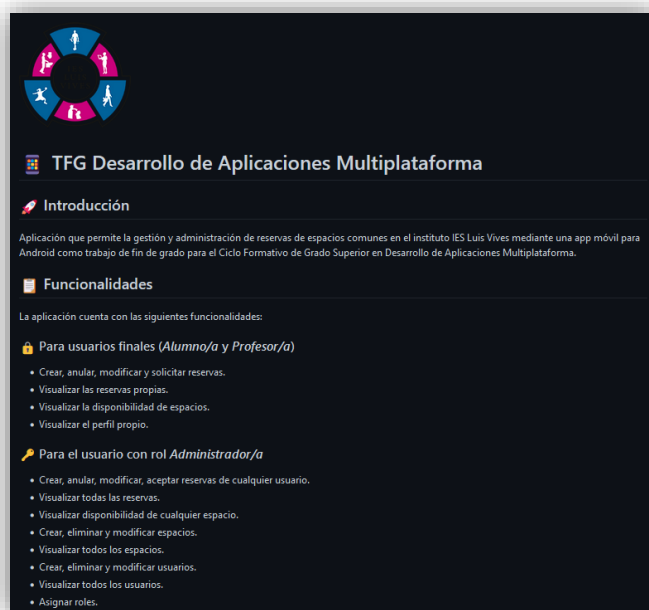 TFG Desarrollo de Aplicaciones Multiplataforma
Introducción
Aplicación que permite la gestión y administración de reservas de espacios comunes en el instituto IES Luis Vives mediante una app móvil para
Android como trabajo de fin de grado para el Ciclo Formativo de Grado Superior en Desarrollo de Aplicaciones Multiplataforma.
Funcionalidades
La aplicación cuenta con las siguientes funcionalidades:
Para usuarios finales (Alumno/a y Profesor/a)
• Crear, anular, modificar y solicitar reservas.
• Visualizar las reservas propias.
• Visualizar la disponibilidad de espacios.
• Visualizar el perfil propio.
Para el usuario con rol Administrador/a
• Crear, anular, modificar, aceptar reservas de cualquier usuario.
• Visualizar todas las reservas.
• Visualizar disponibilidad de cualquier espacio.
• Crear, eliminar y modificar espacios.
• Visualizar todos los espacios.
• Crear, eliminar y modificar usuarios.
• Visualizar todos los usuarios.
• Asignar roles.